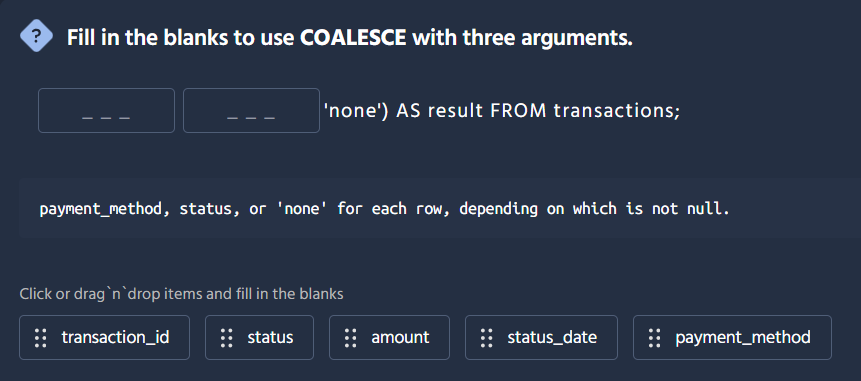 ?
Fill in the blanks to use COALESCE with three arguments.
_ _ _ _ _ _ 'none') AS result FROM transactions;
payment_method, status, or 'none' for each row, depending on which is not null.
Click or drag`n`drop items and fill in the blanks
transaction_id status amount status_date payment_method